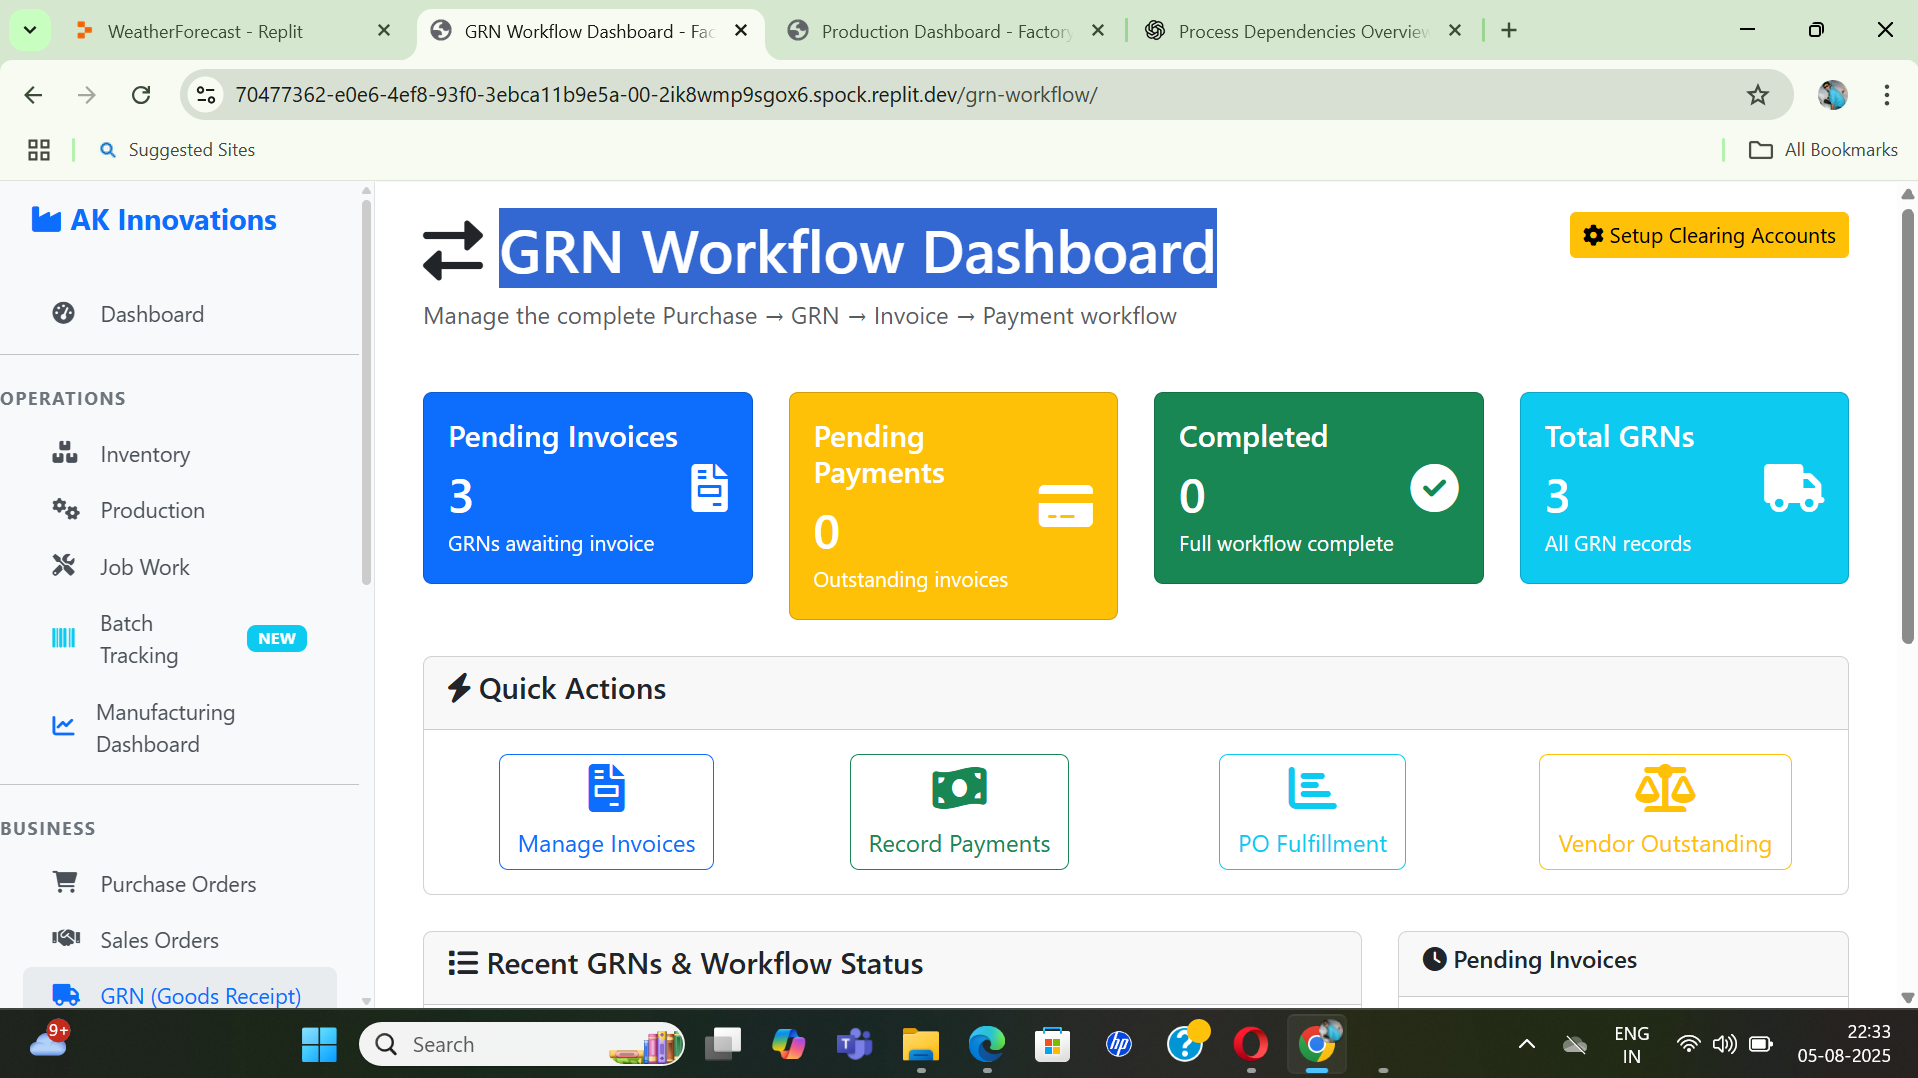 WeatherForecast - Replit
GRN Workflow Dashboard - Fac
Production Dashboard - Factory
Process Dependencies Overview
70477362-e0e6-4ef8-93f0-3ebca11b9e5a-00-2ik8wmp9sgox6.spock.replit.dev/grn-workflow/
Suggested Sites
All Bookmarks
AK Innovations
Dashboard
OPERATIONS
Inventory
Production
Job Work
Batch
Tracking
NEW
Manufacturing
Dashboard
BUSINESS
Purchase Orders
Sales Orders
GRN (Goods Receipt)
GRN Workflow Dashboard
Setup Clearing Accounts
Manage the complete Purchase → GRN → Invoice → Payment workflow
Pending Invoices
3
GRNs awaiting invoice
Pending
Payments
0
Outstanding invoices
Completed
0
Full workflow complete
Total GRNs
3
All GRN records
Quick Actions
Manage Invoices
Record Payments
PO Fulfillment
Vendor Outstanding
Recent GRNs & Workflow Status
Pending Invoices
9+
Search
hp
ENG
IN
22:33
05-08-2025